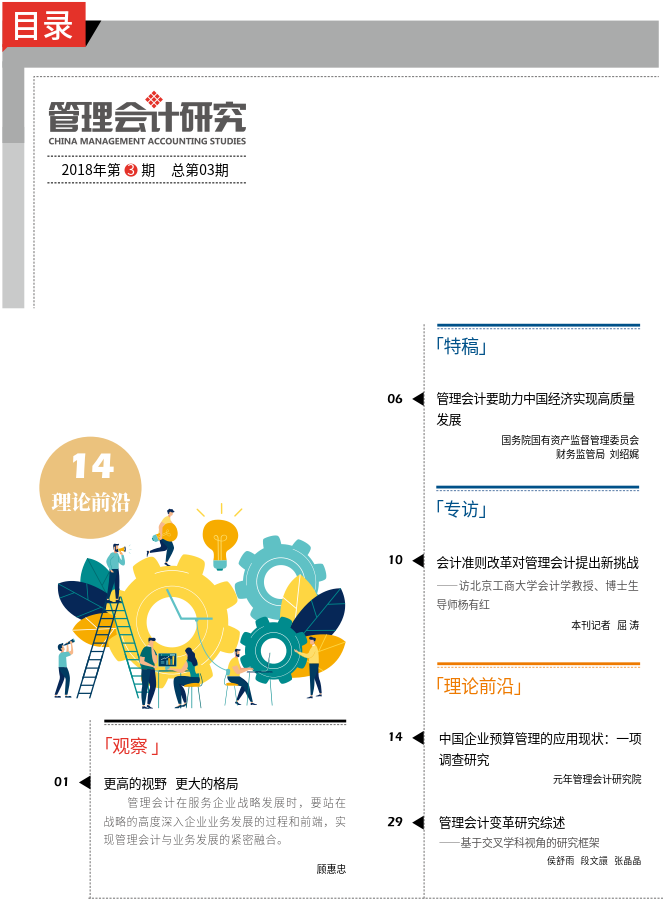 目录
管理会计研究
CHINA MANAGEMENT ACCOUNTING STUDIES
2018年第 3 期 总第03期
14
理论前沿
「观察 」
01
更高的视野 更大的格局
管理会计在服务企业战略发展时，要站在
战略的高度深入企业业务发展的过程和前端，实
现管理会计与业务发展的紧密融合。
顾惠忠
「特稿」
06
管理会计要助力中国经济实现高质量
发展
国务院国有资产监督管理委员会
财务监管局 刘绍娓
「专访」
10
会计准则改革对管理会计提出新挑战
——访北京工商大学会计学教授、博士生
导师杨有红
本刊记者 屈 涛
「理论前沿」
14
中国企业预算管理的应用现状：一项
调查研究
元年管理会计研究院
29
管理会计变革研究综述
——基于交叉学科视角的研究框架
侯舒雨 段文譞 张晶晶